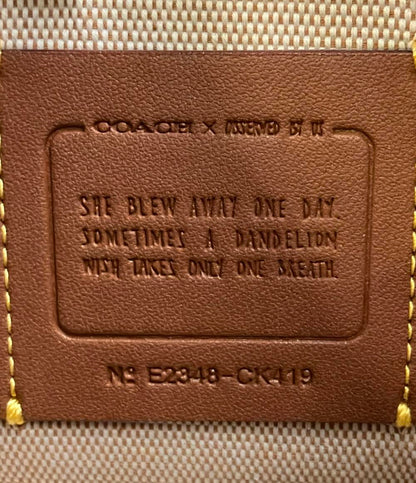 COACH X OBSERVED BY US
SHE BLEW AWAY ONE DAY.
SOMETIMES A DANDELION
WISH TAKES ONLY ONE BREATH.
Nº E2348-CK419